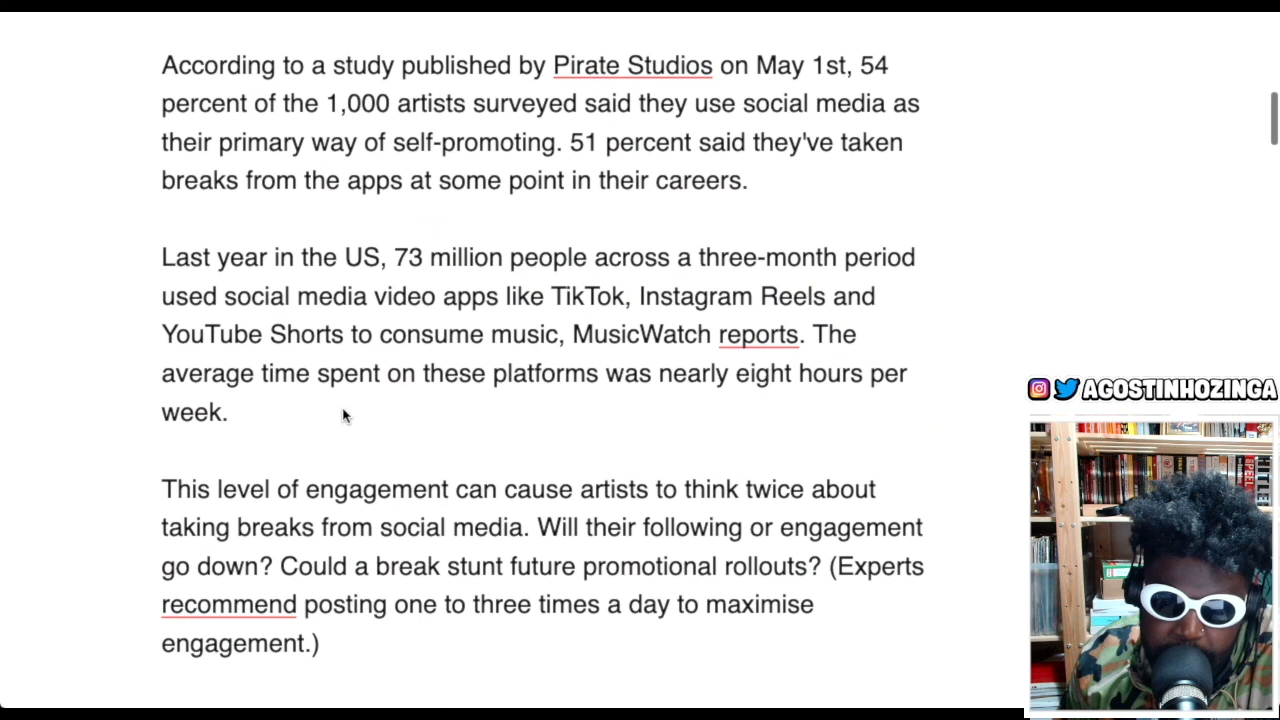 According to a study published by Pirate Studios on May 1st, 54
percent of the 1,000 artists surveyed said they use social media as
their primary way of self-promoting. 51 percent said they've taken
breaks from the apps at some point in their careers.
Last year in the US, 73 million people across a three-month period
used social media video apps like TikTok, Instagram Reels and
YouTube Shorts to consume music, MusicWatch reports. The
average time spent on these platforms was nearly eight hours per
week.
This level of engagement can cause artists to think twice about
taking breaks from social media. Will their following or engagement
go down? Could a break stunt future promotional rollouts? (Experts
recommend posting one to three times a day to maximise
engagement.)
AGOSTINHOZINGA